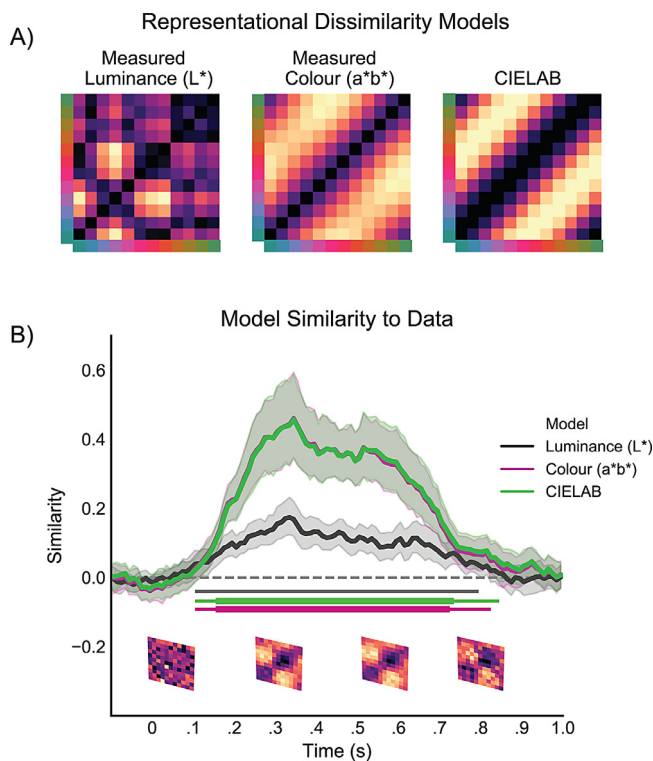 Representational Dissimilarity Models
A)
Measured
Luminance (L*)
Measured
Colour (a*b*)
CIELAB
Model Similarity to Data
B)
0.6
0.4
0.2
0.0
−0.2
Similarity
Model
Luminance (L*)
Colour (a*b*)
CIELAB
0 .1 .2 .3 .4 .5 .6 .7 .8 .9 1.0
Time (s)